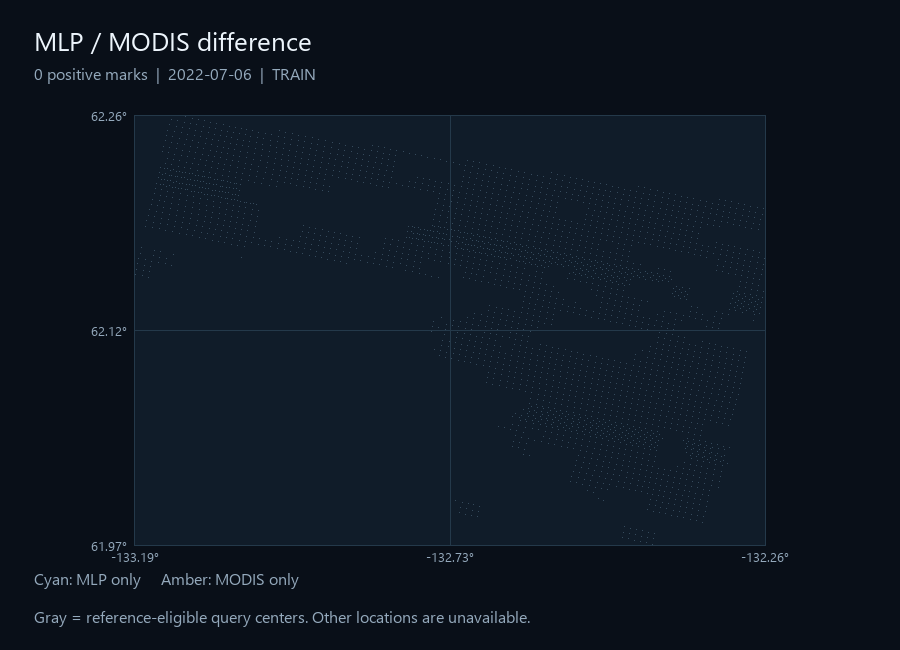 MLP / MODIS difference
0 positive marks | 2022-07-06 | TRAIN
62.26°
62.12°
61.97°
-133.19° -132.73° -132.26°
Cyan: MLP only Amber: MODIS only
Gray = reference-eligible query centers. Other locations are unavailable.